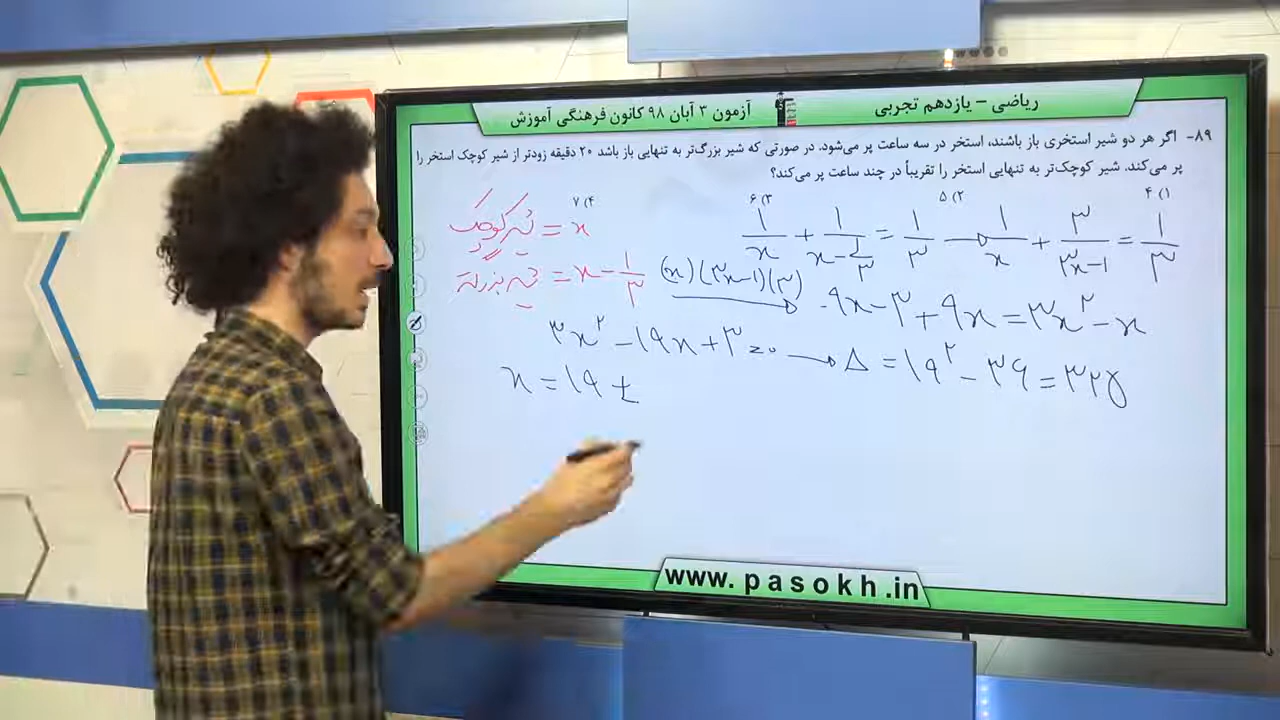 ریاضی - یازدهم تجربی
آزمون ۳ آبان ۹۸ کانون فرهنگی آموزش
۸۹- اگر هر دو شیر استخری باز باشند، استخر در سه ساعت پر می‌شود. در صورتی که شیر بزرگ‌تر به تنهایی باز باشد ۲۰ دقیقه زودتر از شیر کوچک استخر را
پر می‌کند. شیر کوچک‌تر به تنهایی استخر را تقریباً در چند ساعت پر می‌کند؟
۴ (۱ ۵ (۲ ۶ (۳ ۷ (۴
شیر کوچک = x
شیر بزرگ = x - ۱/۳
۱/x + ۱/(x - ۱/۳) = ۱/۳ → ۱/x + ۳/(۳x-۱) = ۱/۳
(x)(۳x-۱)(۳) → ۹x - ۳ + ۹x = ۳x² - x
۳x² - ۱۹x + ۳ = ۰ → Δ = ۱۹² - ۳۶ = ۳۲۵
x = ۱۹ ±
www.pasokh.in